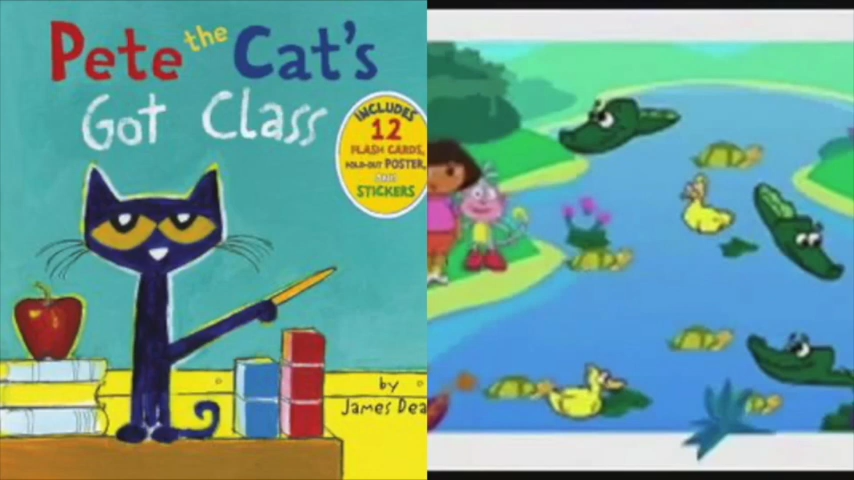 Pete the Cat's
Got Class
INCLUDES
12
FLASH CARDS,
FOLD-OUT POSTER,
AND
STICKERS
by
James Dea